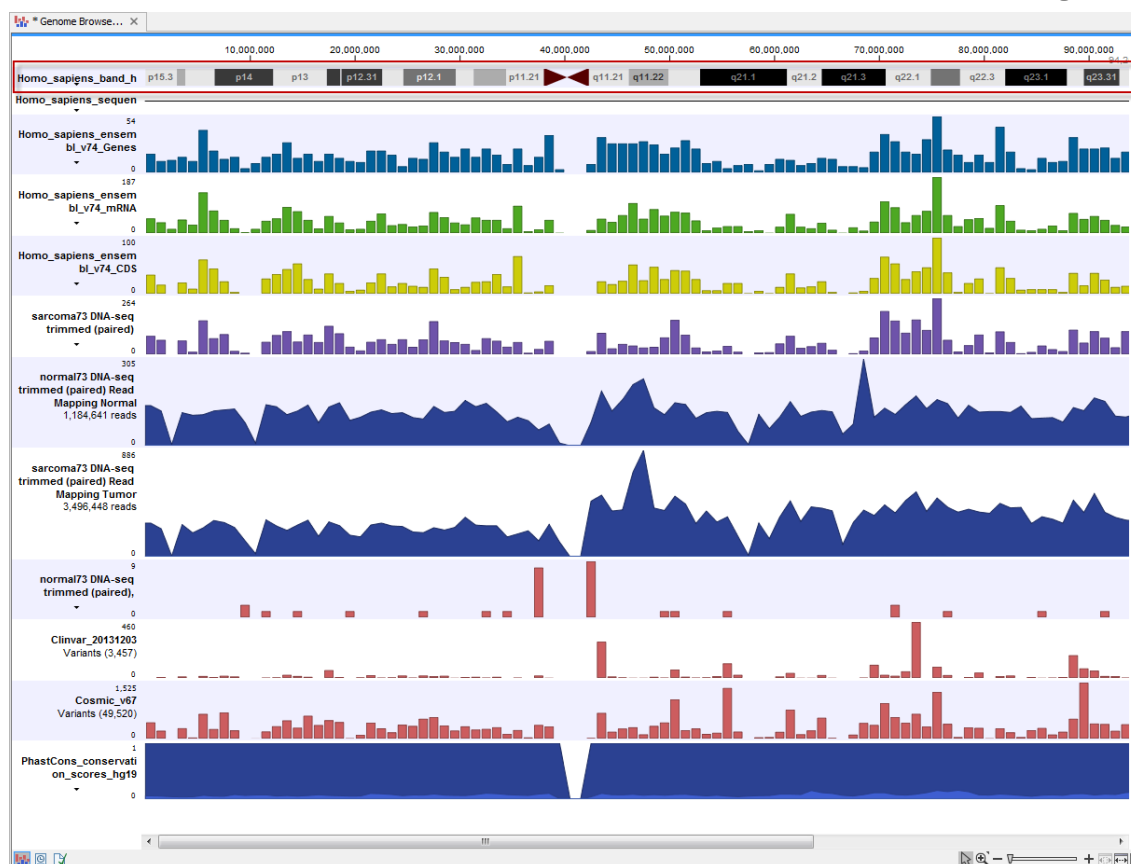 * Genome Browse... ×
10,000,000 20,000,000 30,000,000 40,000,000 50,000,000 60,000,000 70,000,000 80,000,000 90,000,000
Homo_sapiens_band_h p15.3 p14 p13 p12.31 p12.1 p11.21 q11.21 q11.22 q21.1 q21.2 q21.3 q22.1 q22.3 q23.1 q23.31
Homo_sapiens_sequen
54
Homo_sapiens_ensem
bl_v74_Genes
0
187
Homo_sapiens_ensem
bl_v74_mRNA
0
100
Homo_sapiens_ensem
bl_v74_CDS
0
264
sarcoma73 DNA-seq
trimmed (paired)
0
305
normal73 DNA-seq
trimmed (paired) Read
Mapping Normal
1,184,641 reads
0
886
sarcoma73 DNA-seq
trimmed (paired) Read
Mapping Tumor
3,496,448 reads
0
9
normal73 DNA-seq
trimmed (paired),
0
460
Clinvar_20131203
Variants (3,457)
0
1,525
Cosmic_v67
Variants (49,520)
0
1
PhastCons_conservati
on_scores_hg19
0